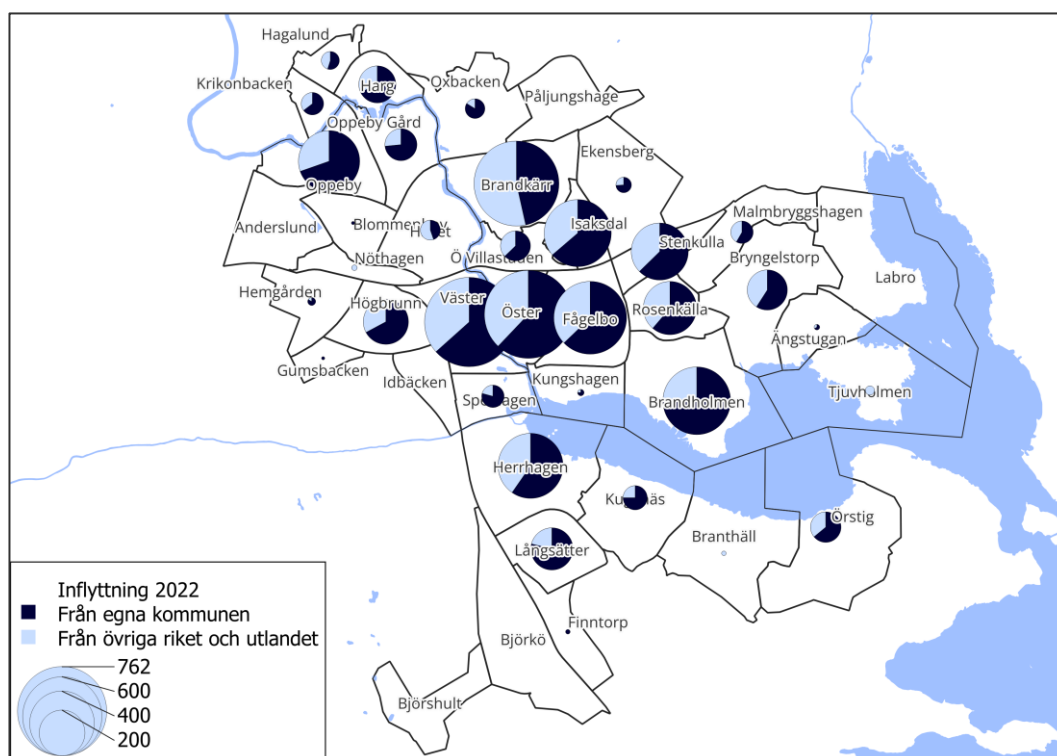 Hagalund
Krikonbacken
Harg
Oxbacken
Påljungshage
Oppeby Gård
Oppeby
Brandkärr
Ekensberg
Isaksdal
Anderslund
Blommenhov
Ö Villastaden
Stenkulla
Malmbryggshagen
Bryngelstorp
Labro
Nöthagen
Hemgården
Högbrunn
Väster
Öster
Fågelbo
Rosenkälla
Ängstugan
Gumsbacken
Idbäcken
Kungshagen
Brandholmen
Tjuvholmen
Herrhagen
Örstig
Branthäll
Långsätter
Finntorp
Björkö
Björshult
Inflyttning 2022
Från egna kommunen
Från övriga riket och utlandet
762
600
400
200